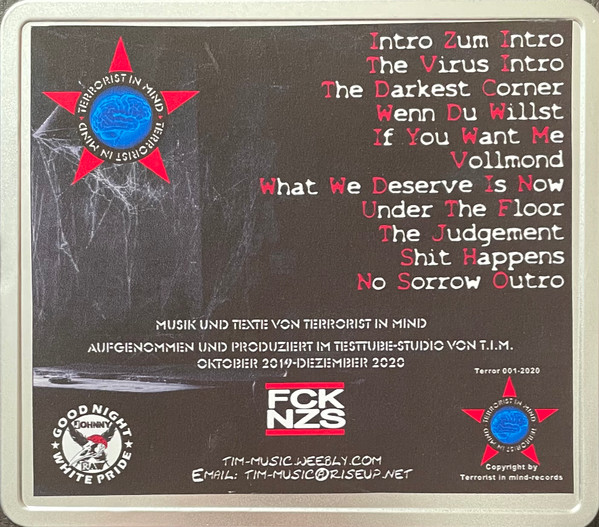 TERRORIST IN MIND · TERRORIST IN MIND ·
Intro Zum Intro
The Virus Intro
The Darkest Corner
Wenn Du Willst
If You Want Me
Vollmond
What We Deserve Is Now
Under The Floor
The Judgement
Shit Happens
No Sorrow Outro
MUSIK UND TEXTE VON TERRORIST IN MIND
AUFGENOMMEN UND PRODUZIERT IM TESTTUBE-STUDIO VON T.I.M.
OKTOBER 2019-DEZEMBER 2020
GOOD NIGHT
JOHNNY
RAW
WHITE PRIDE
FCK
NZS
TIM-MUSIC.WEEBLY.COM
EMAIL: TIM-MUSIC@RISEUP.NET
Terror 001-2020
TERRORIST IN MIND · TERRORIST IN MIND ·
Copyright by
Terrorist in mind-records